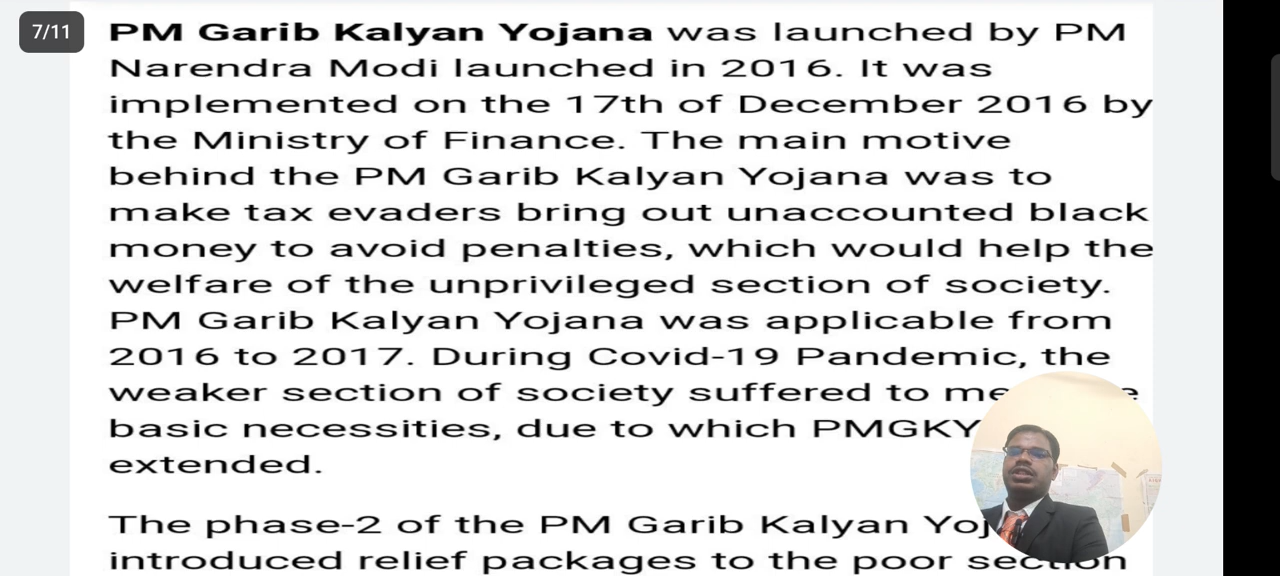 7/11
PM Garib Kalyan Yojana was launched by PM
Narendra Modi launched in 2016. It was
implemented on the 17th of December 2016 by
the Ministry of Finance. The main motive
behind the PM Garib Kalyan Yojana was to
make tax evaders bring out unaccounted black
money to avoid penalties, which would help the
welfare of the unprivileged section of society.
PM Garib Kalyan Yojana was applicable from
2016 to 2017. During Covid-19 Pandemic, the
weaker section of society suffered to
basic necessities, due to which PMGKY
extended.
The phase-2 of the PM Garib Kalyan
introduced relief packages to the poor section